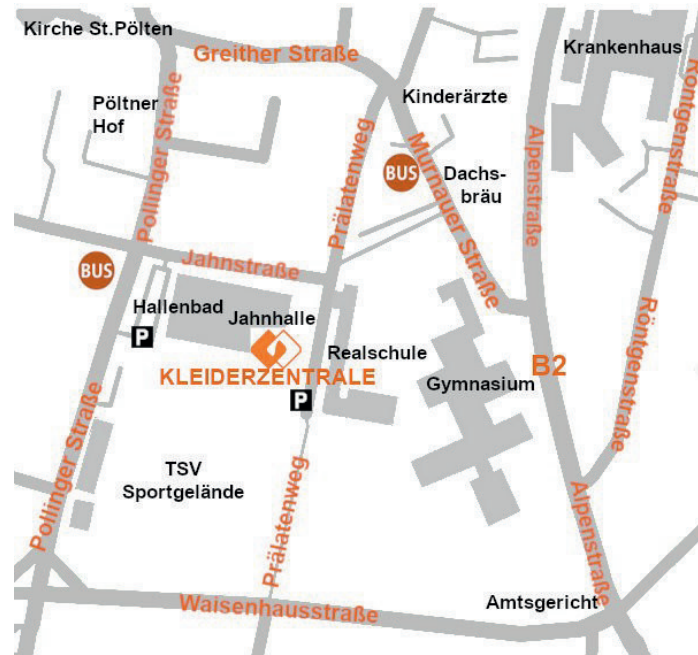 Kirche St.Pölten
Greither Straße
Krankenhaus
Röntgenstraße
Pöltner
Hof
Pollinger Straße
Prälatenweg
Kinderärzte
Murnauer Straße
Alpenstraße
BUS
Dachs-
bräu
Jahnstraße
BUS
Hallenbad
Jahnhalle
P
Realschule
KLEIDERZENTRALE
P
Gymnasium
B2
Röntgenstraße
Pollinger Straße
TSV
Sportgelände
Prälatenweg
Alpenstraße
Waisenhausstraße
Amtsgericht